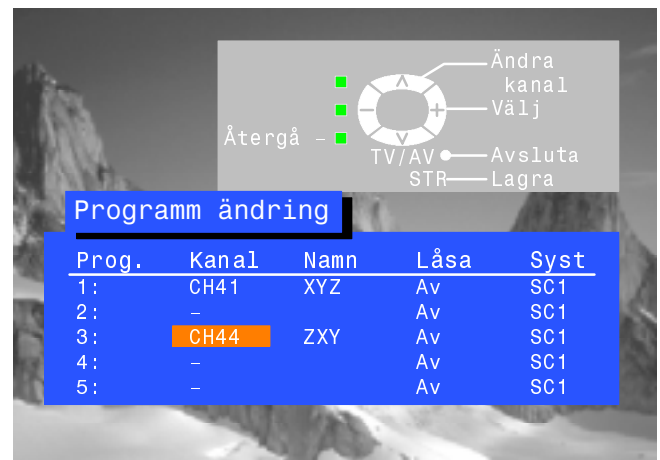 Ändra
kanal
Välj
Återgå –
TV/AV Avsluta
STR Lagra
Programm ändring
Prog. Kanal Namn Låsa Syst
1: CH41 XYZ Av SC1
2: – Av SC1
3: CH44 ZXY Av SC1
4: – Av SC1
5: – Av SC1